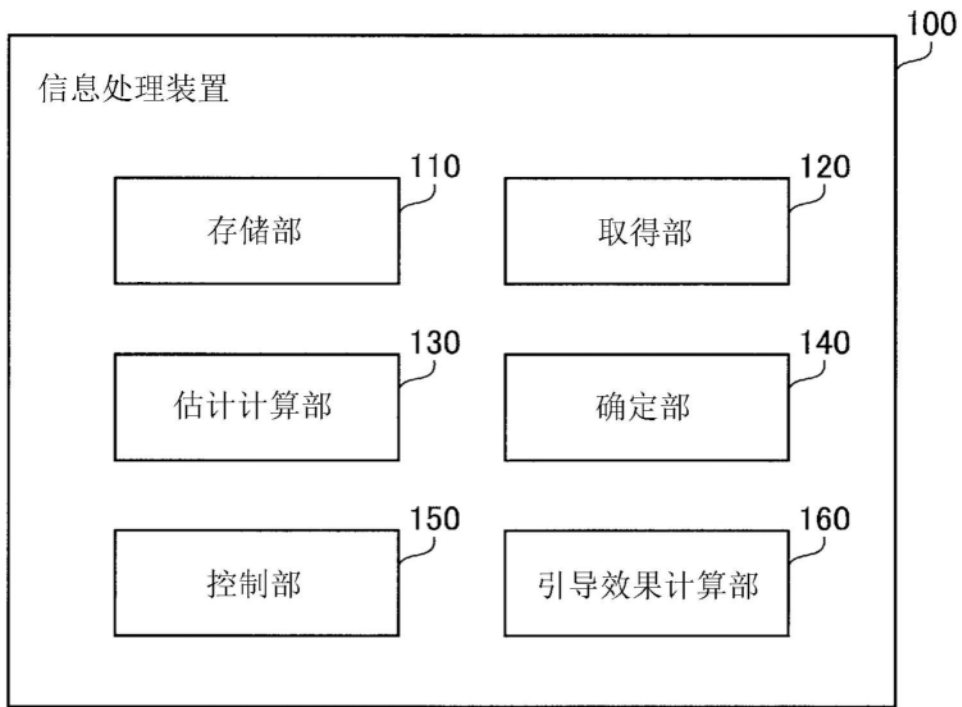 100
信息处理装置
110
120
存储部
取得部
130
140
估计计算部
确定部
150
160
控制部
引导效果计算部